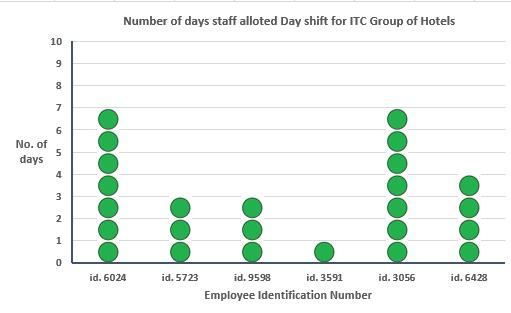 Number of days staff alloted Day shift for ITC Group of Hotels
10
9
8
7
6
No. of
days
5
4
3
2
1
0
id. 6024 id. 5723 id. 9598 id. 3591 id. 3056 id. 6428
Employee Identification Number